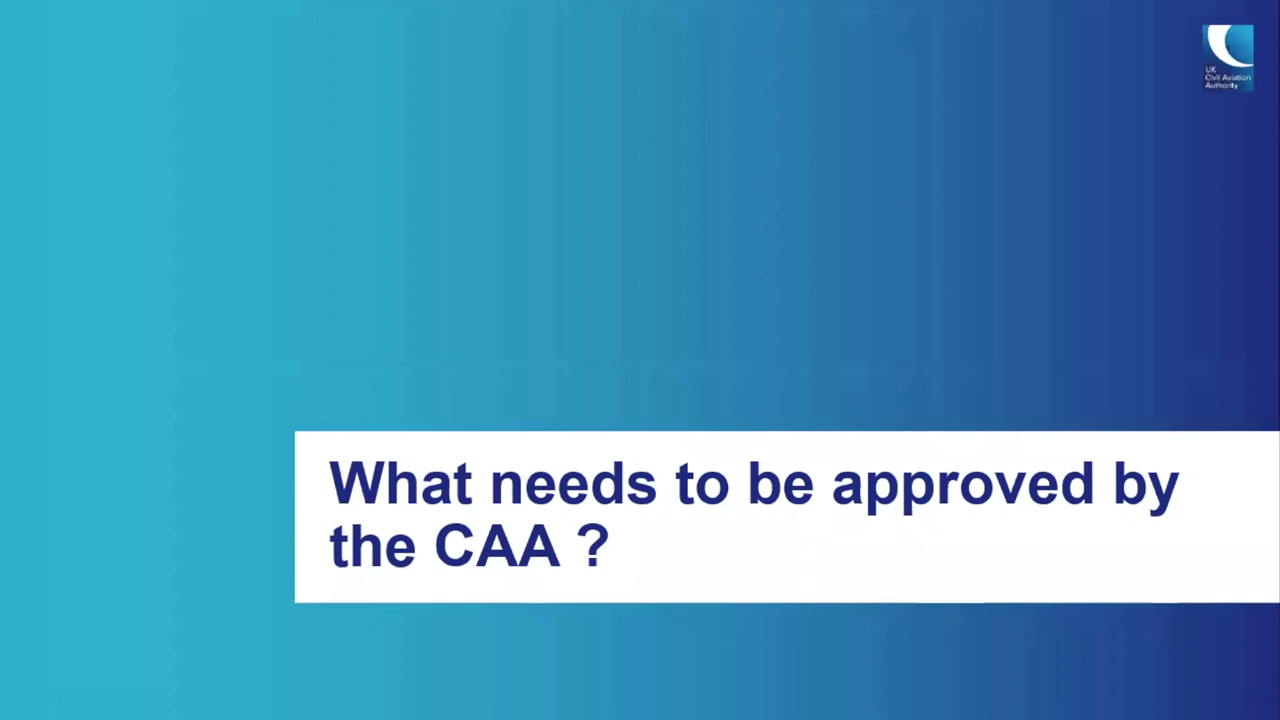 UK
Civil Aviation
Authority
What needs to be approved by
the CAA ?